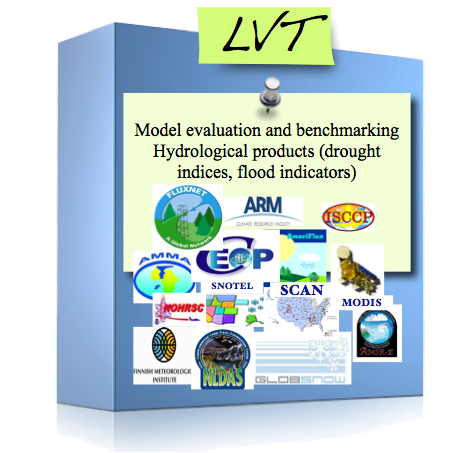 LVT
Model evaluation and benchmarking
Hydrological products (drought
indices, flood indicators)
FLUXNET
A Global Network
ARM
CLIMATE RESEARCH FACILITY
ISCCP
AmeriFlux
AMMA
CEOP
SNOTEL
SCAN
MODIS
NOHRSC
AMSR-E
FINNISH METEOROLOGIC
INSTITUTE
NLDAS
GLOBSNOW